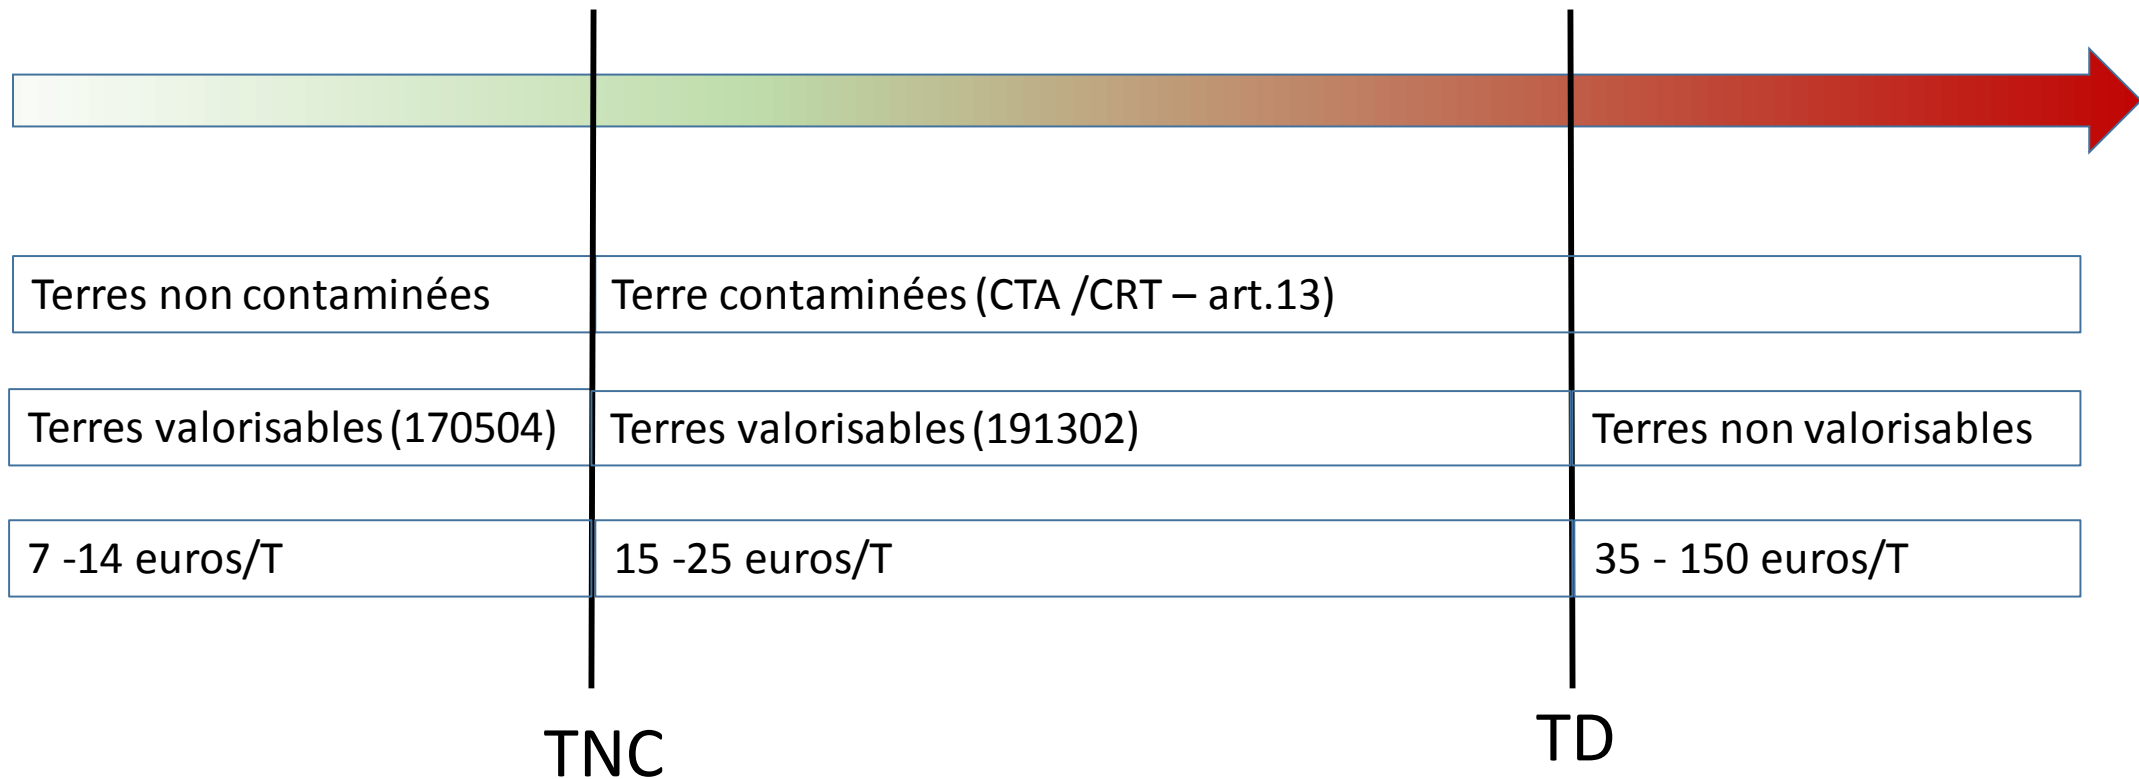 Terres non contaminées
Terre contaminées (CTA /CRT – art.13)
Terres valorisables (170504)
Terres valorisables (191302)
Terres non valorisables
7 -14 euros/T
15 -25 euros/T
35 - 150 euros/T
TNC
TD